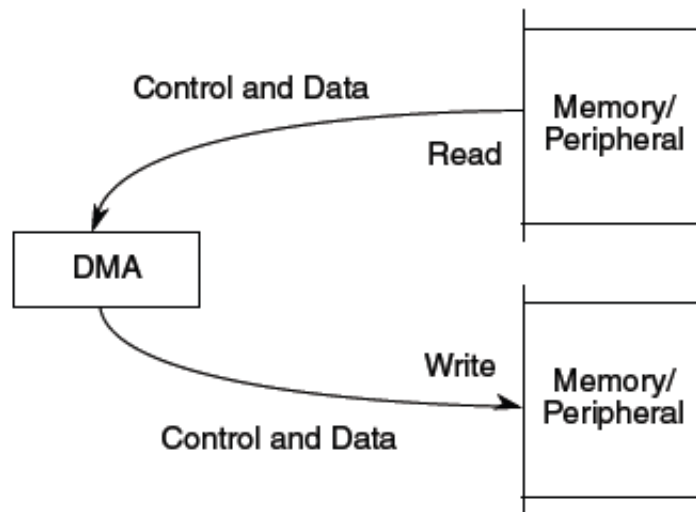 Control and Data
Memory/
Peripheral
Read
DMA
Write
Memory/
Peripheral
Control and Data